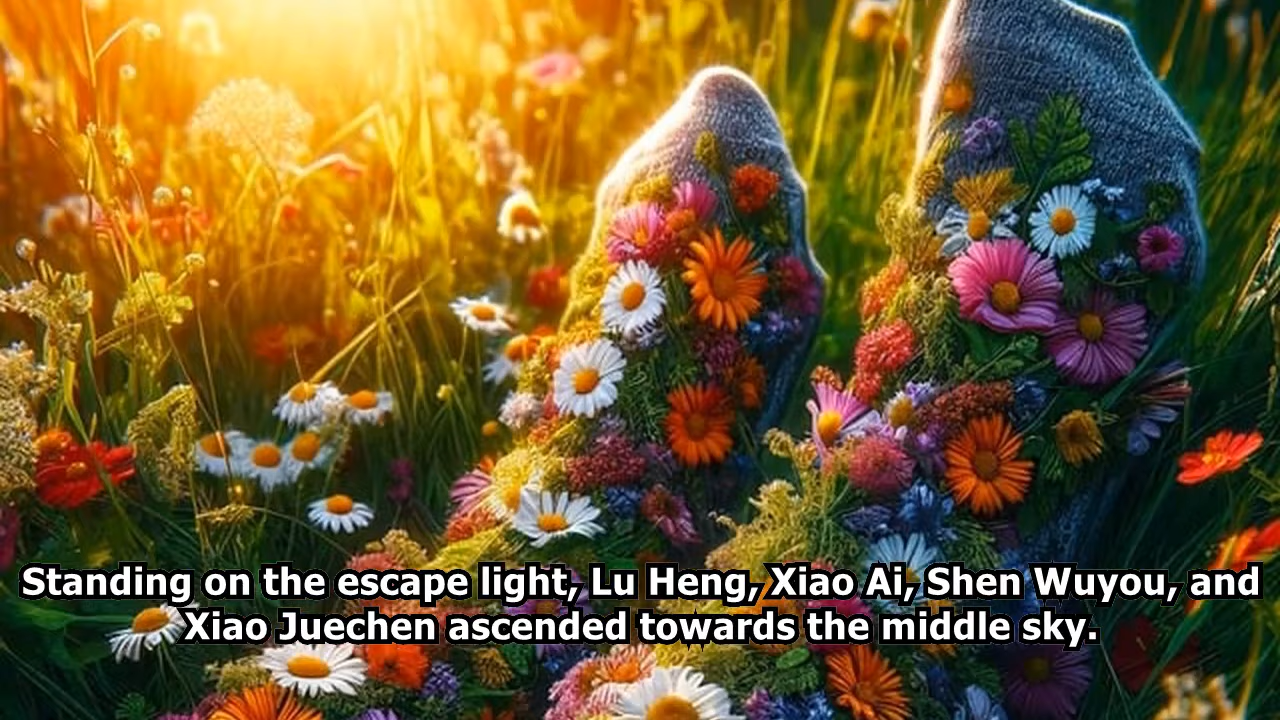 Standing on the escape light, Lu Heng, Xiao Ai, Shen Wuyou, and
Xiao Juechen ascended towards the middle sky.